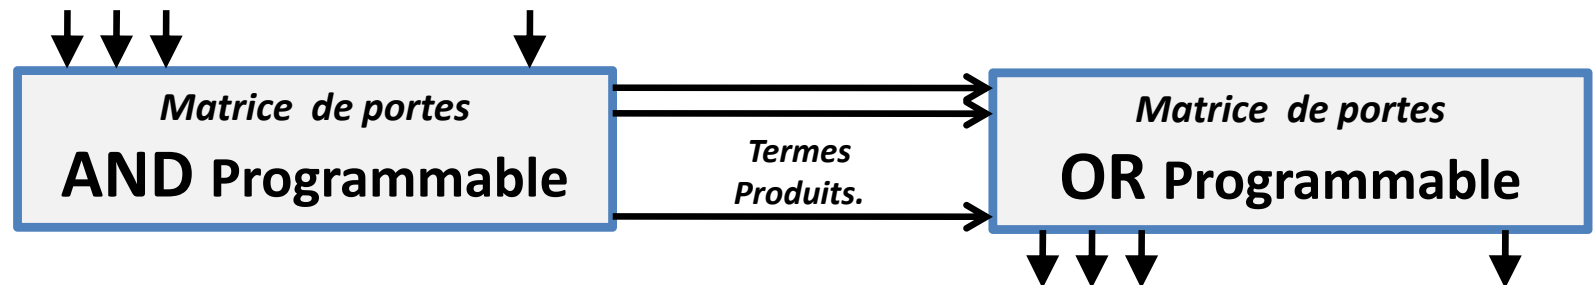 Matrice de portes
AND Programmable
Termes
Produits.
Matrice de portes
OR Programmable